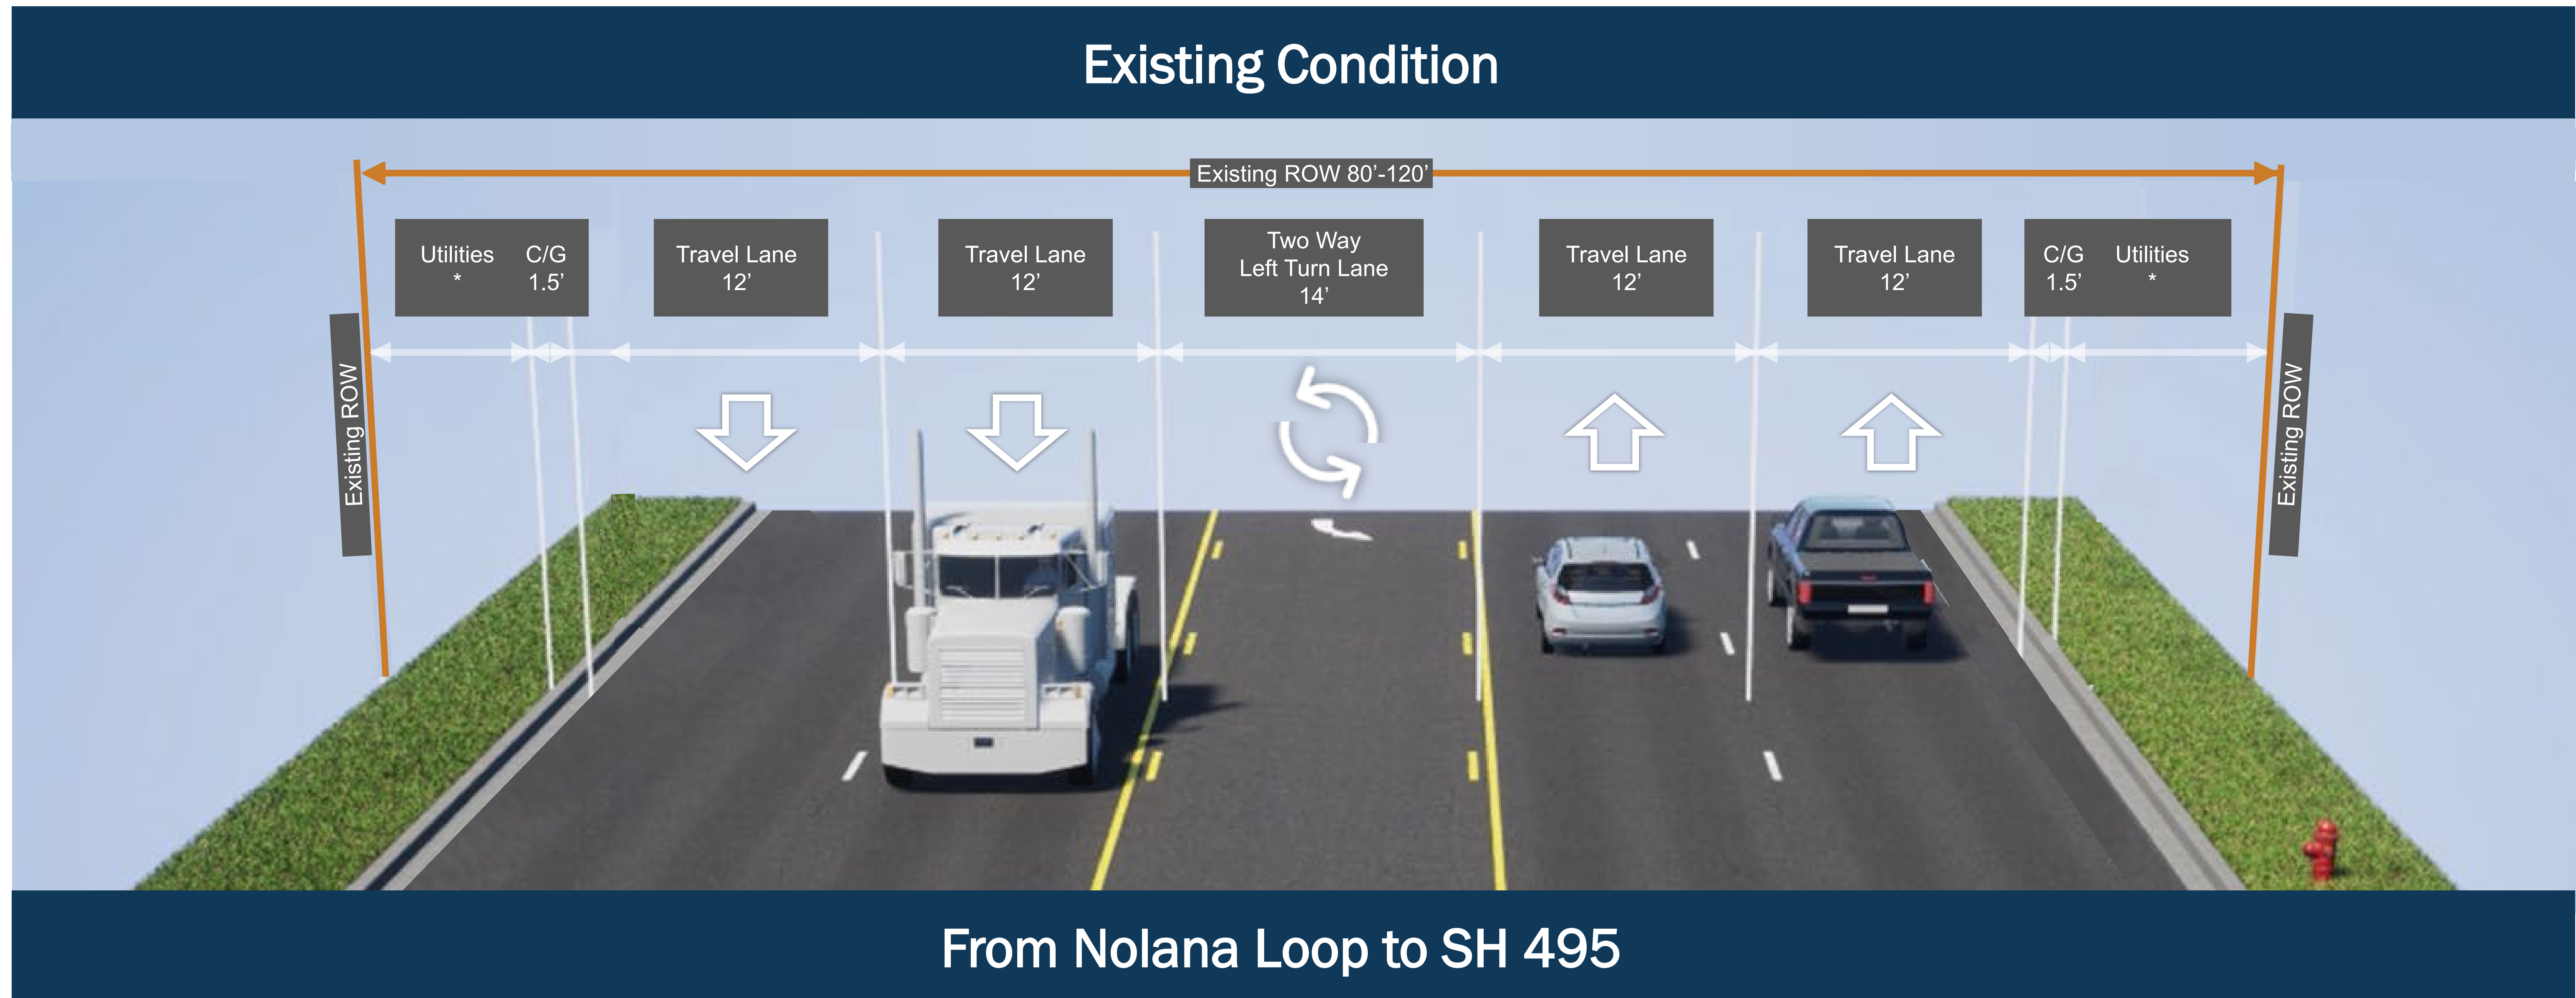 Existing Condition
Existing ROW 80’-120’
Utilities C/G
* 1.5’
Travel Lane
12’
Travel Lane
12’
Two Way
Left Turn Lane
14’
Travel Lane
12’
Travel Lane
12’
C/G Utilities
1.5’ *
Existing ROW
Existing ROW
From Nolana Loop to SH 495